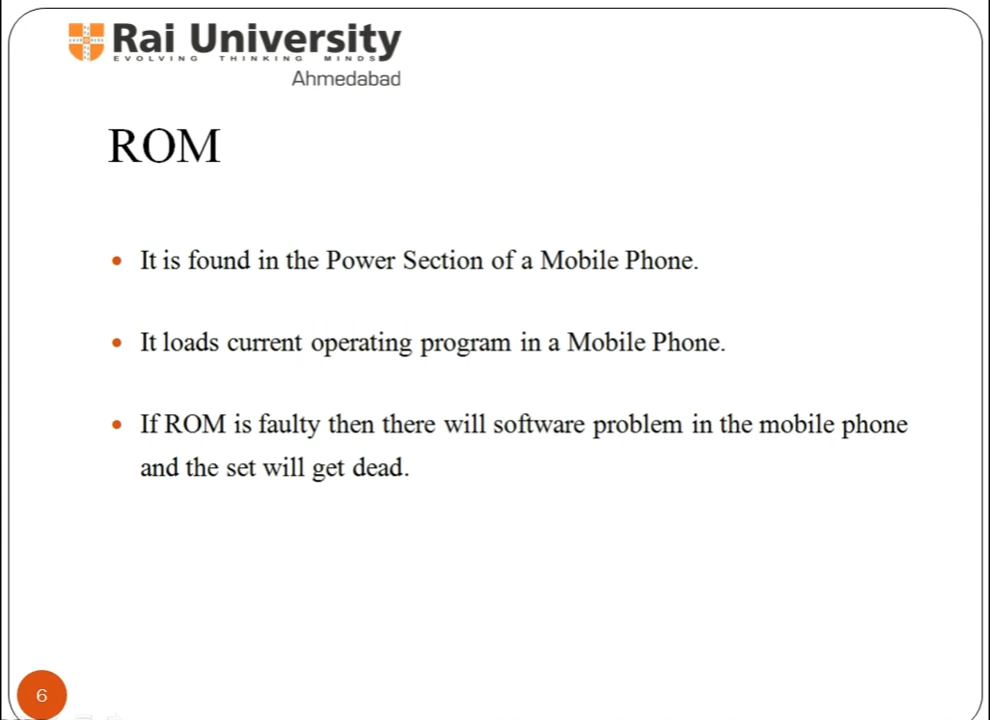 Rai University
EVOLVING THINKING MINDS
Ahmedabad
ROM
• It is found in the Power Section of a Mobile Phone.
• It loads current operating program in a Mobile Phone.
• If ROM is faulty then there will software problem in the mobile phone
and the set will get dead.
6